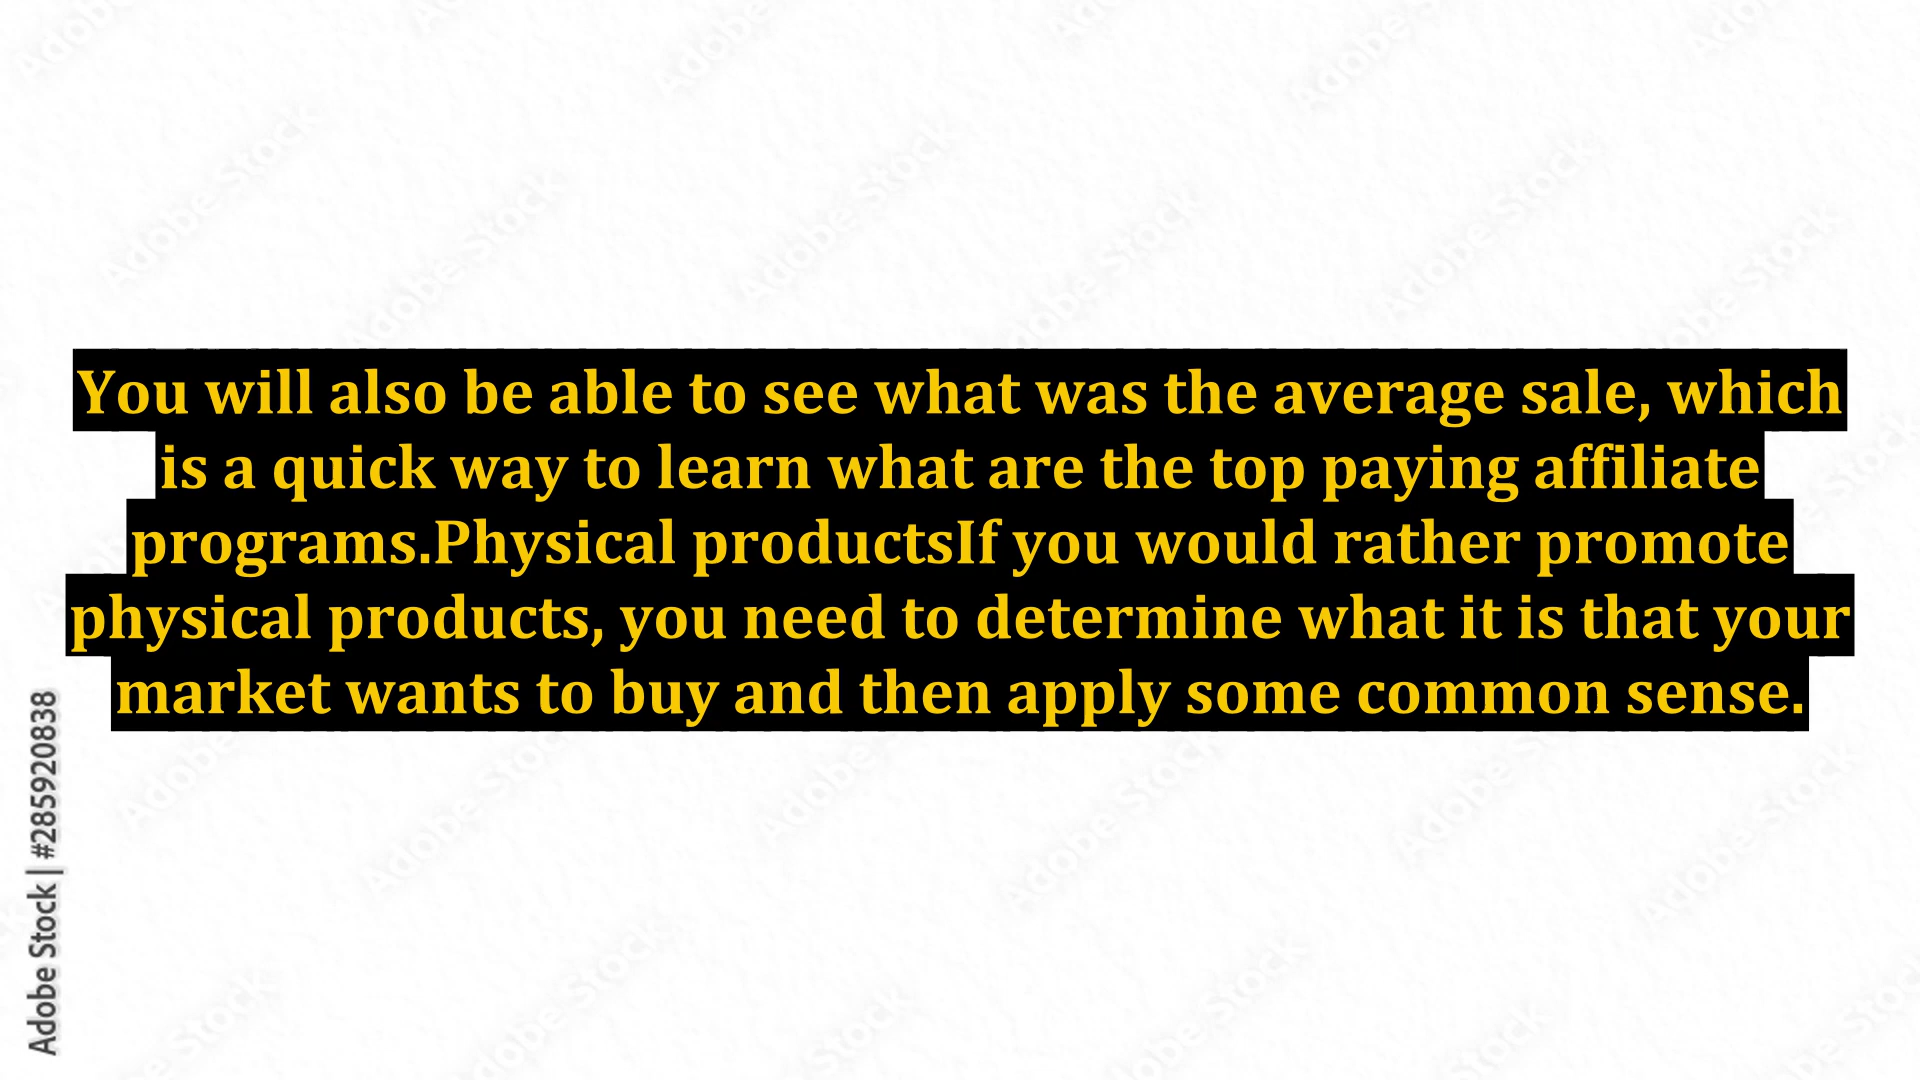 You will also be able to see what was the average sale, which
is a quick way to learn what are the top paying affiliate
programs.Physical productsIf you would rather promote
physical products, you need to determine what it is that your
market wants to buy and then apply some common sense.
Adobe Stock | #285920838